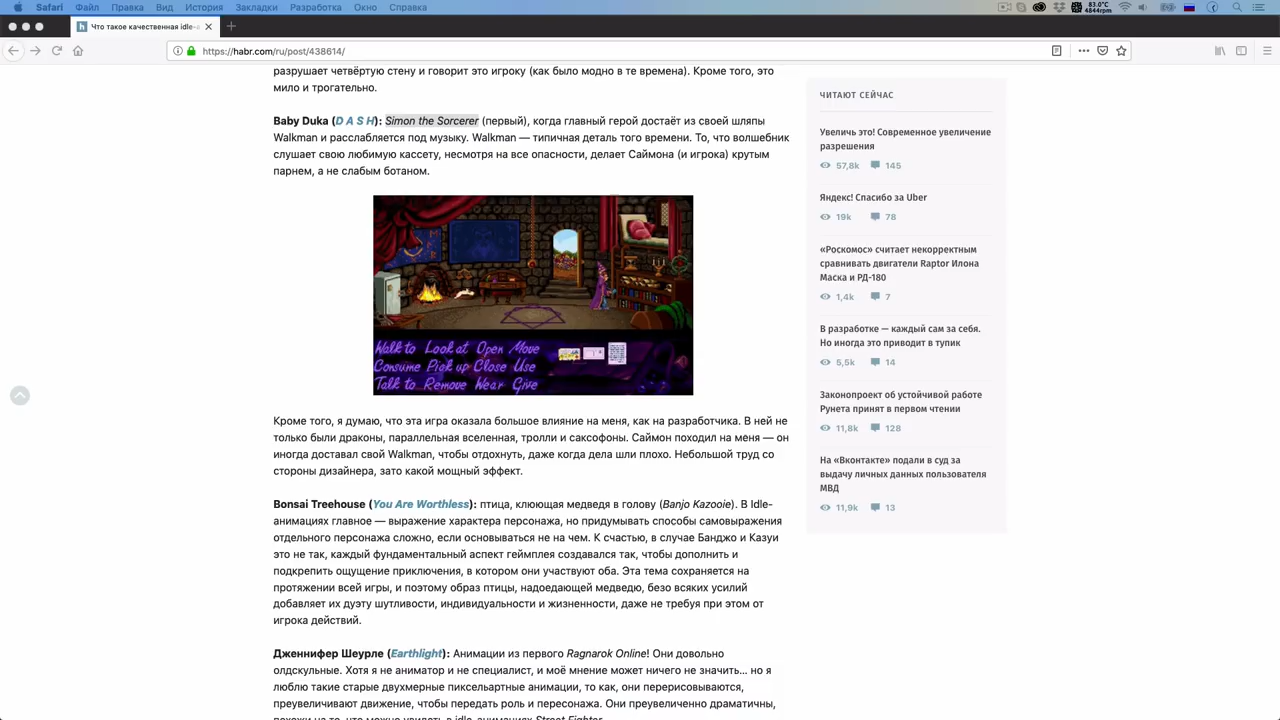 Safari Файл Правка Вид История Закладки Разработка Окно Справка
83.0°C
4844rpm
Что такое качественная idle-а
https://habr.com/ru/post/438614/
разрушает четвёртую стену и говорит это игроку (как было модно в те времена). Кроме того, это
мило и трогательно.
Baby Duka (D A S H): Simon the Sorcerer (первый), когда главный герой достаёт из своей шляпы
Walkman и расслабляется под музыку. Walkman — типичная деталь того времени. То, что волшебник
слушает свою любимую кассету, несмотря на все опасности, делает Саймона (и игрока) крутым
парнем, а не слабым ботаном.
Walk to Look at Open Move
Consume Pick up Close Use
Talk to Remove Wear Give
Кроме того, я думаю, что эта игра оказала большое влияние на меня, как на разработчика. В ней не
только были драконы, параллельная вселенная, тролли и саксофоны. Саймон походил на меня — он
иногда доставал свой Walkman, чтобы отдохнуть, даже когда дела шли плохо. Небольшой труд со
стороны дизайнера, зато какой мощный эффект.
Bonsai Treehouse (You Are Worthless): птица, клюющая медведя в голову (Banjo Kazooie). В Idle-
анимациях главное — выражение характера персонажа, но придумывать способы самовыражения
отдельного персонажа сложно, если основываться не на чем. К счастью, в случае Банджо и Казуи
это не так, каждый фундаментальный аспект геймплея создавался так, чтобы дополнить и
подкрепить ощущение приключения, в котором они участвуют оба. Эта тема сохраняется на
протяжении всей игры, и поэтому образ птицы, надоедающей медведю, безо всяких усилий
добавляет их дуэту шутливости, индивидуальности и жизненности, даже не требуя при этом от
игрока действий.
Дженнифер Шеурле (Earthlight): Анимации из первого Ragnarok Online! Они довольно
олдскульные. Хотя я не аниматор и не специалист, и моё мнение может ничего не значить... но я
люблю такие старые двухмерные пиксельартные анимации, то как, они перерисовываются,
преувеличивают движение, чтобы передать роль и персонажа. Они преувеличенно драматичны,
похожи на то, что можно увидеть в idle-анимациях Street Fighter.
ЧИТАЮТ СЕЙЧАС
Увеличь это! Современное увеличение
разрешения
57,8k 145
Яндекс! Спасибо за Uber
19k 78
«Роскосмос» считает некорректным
сравнивать двигатели Raptor Илона
Маска и РД-180
1,4k 7
В разработке — каждый сам за себя.
Но иногда это приводит в тупик
5,5k 14
Законопроект об устойчивой работе
Рунета принят в первом чтении
11,8k 128
На «Вконтакте» подали в суд за
выдачу личных данных пользователя
МВД
11,9k 13